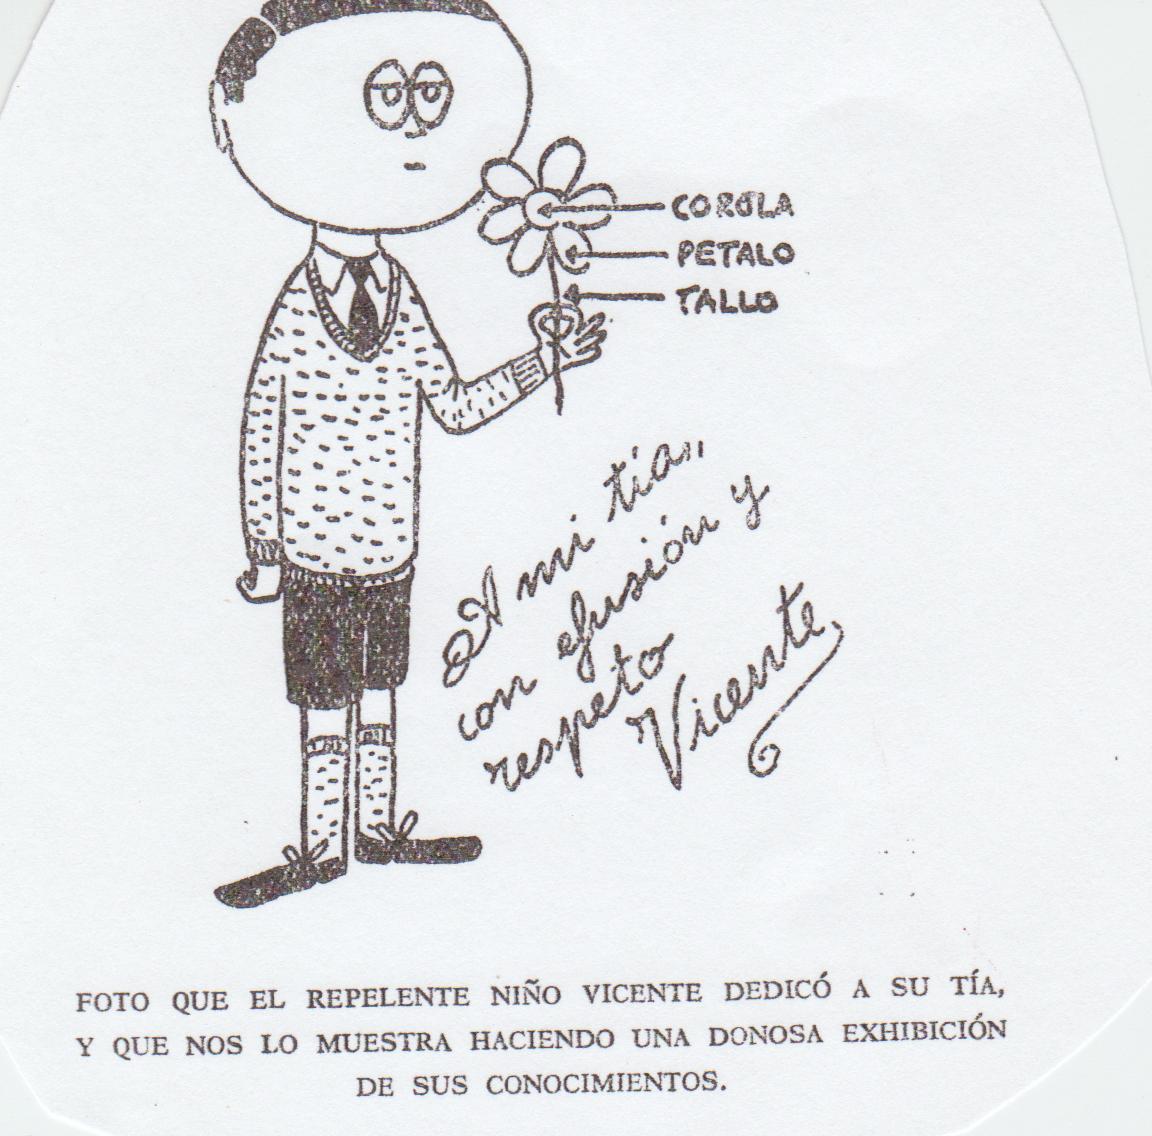 COROLA
PETALO
TALLO
A mi tía,,
con efusión y
respeto
Vicente
FOTO QUE EL REPELENTE NIÑO VICENTE DEDICÓ A SU TÍA,
Y QUE NOS LO MUESTRA HACIENDO UNA DONOSA EXHIBICIÓN
DE SUS CONOCIMIENTOS.